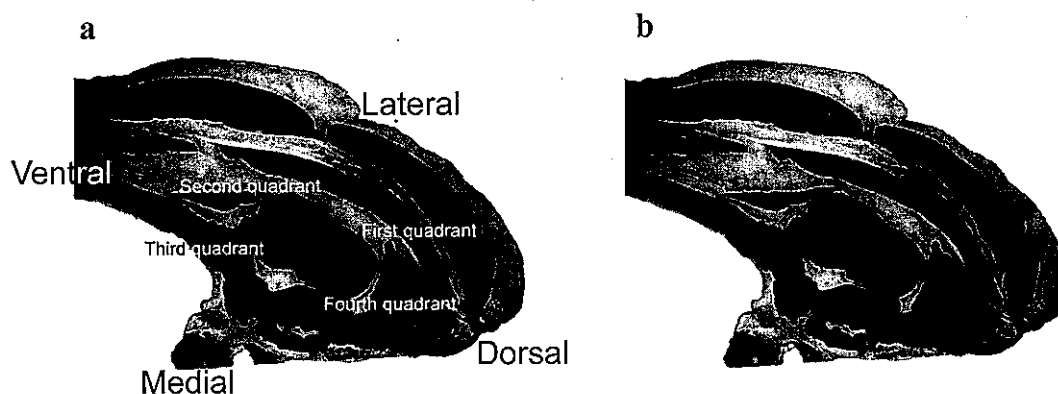 a
b
Lateral
Ventral
Second quadrant
First quadrant
Third quadrant
Fourth quadrant
Dorsal
Medial